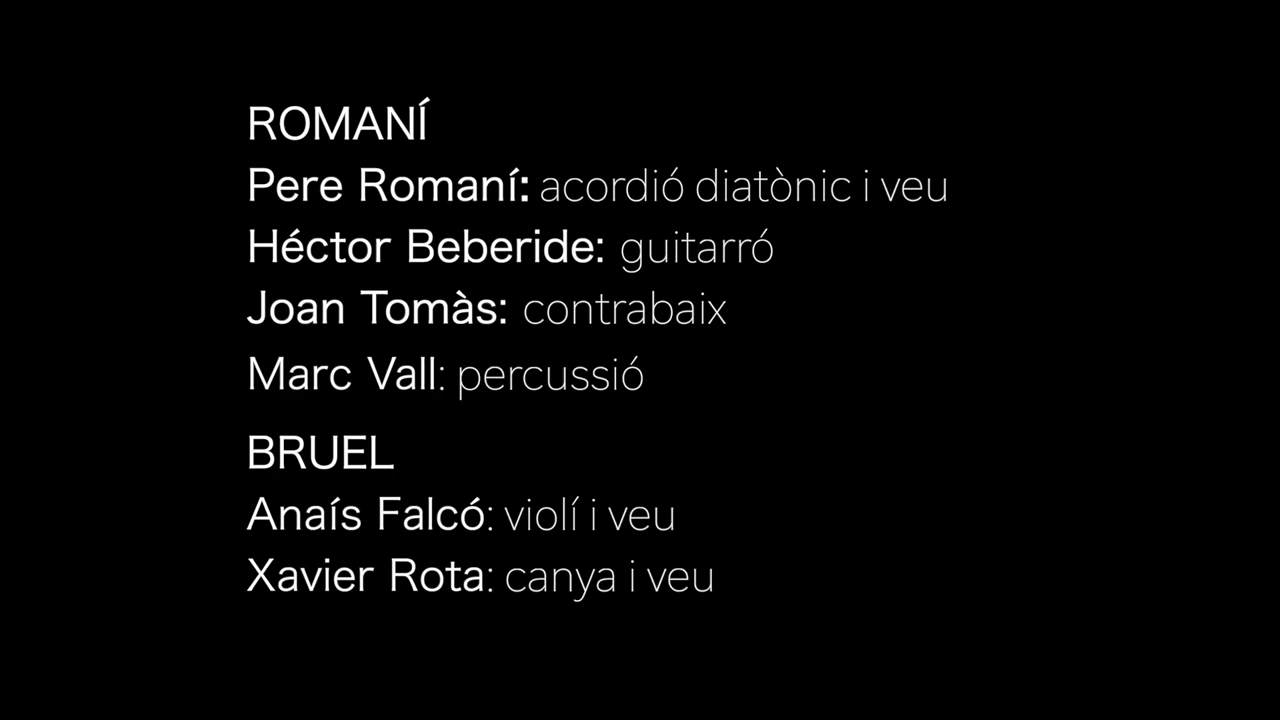 ROMANÍ
Pere Romaní: acordió diatònic i veu
Héctor Beberide: guitarró
Joan Tomàs: contrabaix
Marc Vall: percussió
BRUEL
Anaís Falcó: violí i veu
Xavier Rota: canya i veu